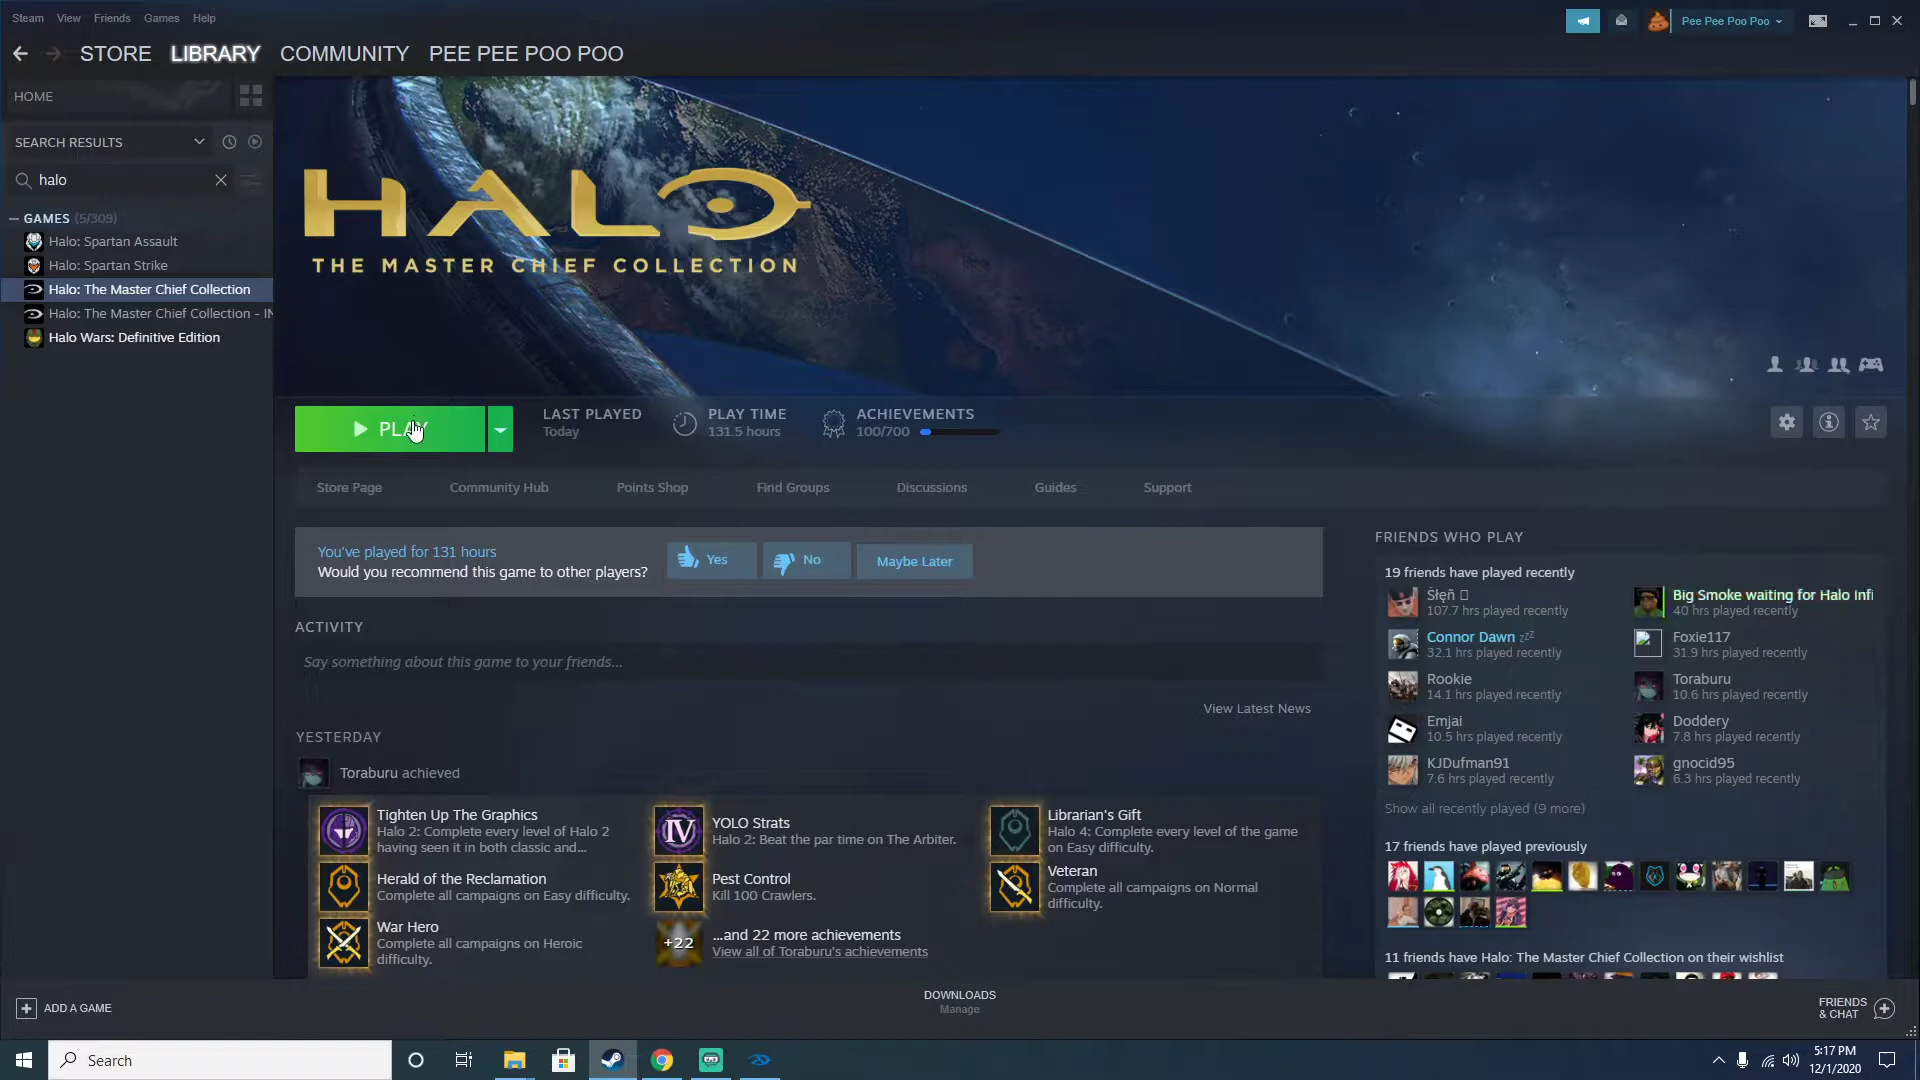 Steam View Friends Games Help
Pee Pee Poo Poo
STORE LIBRARY COMMUNITY PEE PEE POO POO
HOME
SEARCH RESULTS
halo
GAMES (5/309)
Halo: Spartan Assault
Halo: Spartan Strike
Halo: The Master Chief Collection
Halo: The Master Chief Collection - IN
Halo Wars: Definitive Edition
HALO
THE MASTER CHIEF COLLECTION
PLAY
LAST PLAYED
Today
PLAY TIME
131.5 hours
ACHIEVEMENTS
100/700
Store Page Community Hub Points Shop Find Groups Discussions Guides Support
You've played for 131 hours
Would you recommend this game to other players?
Yes No Maybe Later
ACTIVITY
Say something about this game to your friends...
View Latest News
YESTERDAY
Toraburu achieved
Tighten Up The Graphics
Halo 2: Complete every level of Halo 2
having seen it in both classic and...
YOLO Strats
Halo 2: Beat the par time on The Arbiter.
Librarian's Gift
Halo 4: Complete every level of the game
on Easy difficulty.
Herald of the Reclamation
Complete all campaigns on Easy difficulty.
Pest Control
Kill 100 Crawlers.
Veteran
Complete all campaigns on Normal
difficulty.
War Hero
Complete all campaigns on Heroic
difficulty.
+22
...and 22 more achievements
View all of Toraburu's achievements
FRIENDS WHO PLAY
19 friends have played recently
107.7 hrs played recently
Big Smoke waiting for Halo Infi
40 hrs played recently
Connor Dawn zzz
32.1 hrs played recently
Foxie117
31.9 hrs played recently
Rookie
14.1 hrs played recently
Toraburu
10.6 hrs played recently
Emjai
10.5 hrs played recently
Doddery
7.8 hrs played recently
KJDufman91
7.6 hrs played recently
gnocid95
6.3 hrs played recently
Show all recently played (9 more)
17 friends have played previously
11 friends have Halo: The Master Chief Collection on their wishlist
ADD A GAME
DOWNLOADS
Manage
FRIENDS
& CHAT
Search
5:17 PM
12/1/2020